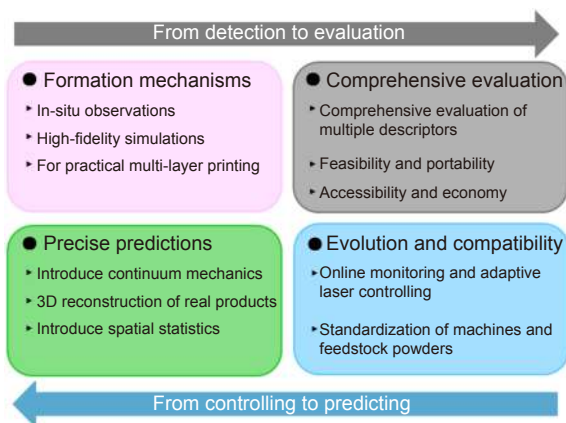 From detection to evaluation
● Formation mechanisms
▸ In-situ observations
▸ High-fidelity simulations
▸ For practical multi-layer printing
● Comprehensive evaluation
▸ Comprehensive evaluation of
multiple descriptors
▸ Feasibility and portability
▸ Accessibility and economy
● Precise predictions
▸ Introduce continuum mechanics
▸ 3D reconstruction of real products
▸ Introduce spatial statistics
● Evolution and compatibility
▸ Online monitoring and adaptive
laser controlling
▸ Standardization of machines and
feedstock powders
From controlling to predicting